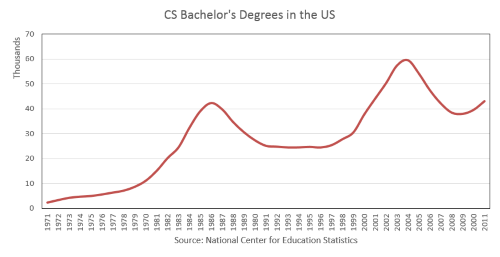 CS Bachelor's Degrees in the US
Thousands
70
60
50
40
30
20
10
0
1971 1972 1973 1974 1975 1976 1977 1978 1979 1970 1981 1982 1983 1984 1985 1986 1987 1988 1989 1990 1991 1992 1993 1994 1995 1996 1997 1998 1999 2000 2001 2002 2003 2004 2005 2006 2007 2008 2009 2000 2011
Source: National Center for Education Statistics